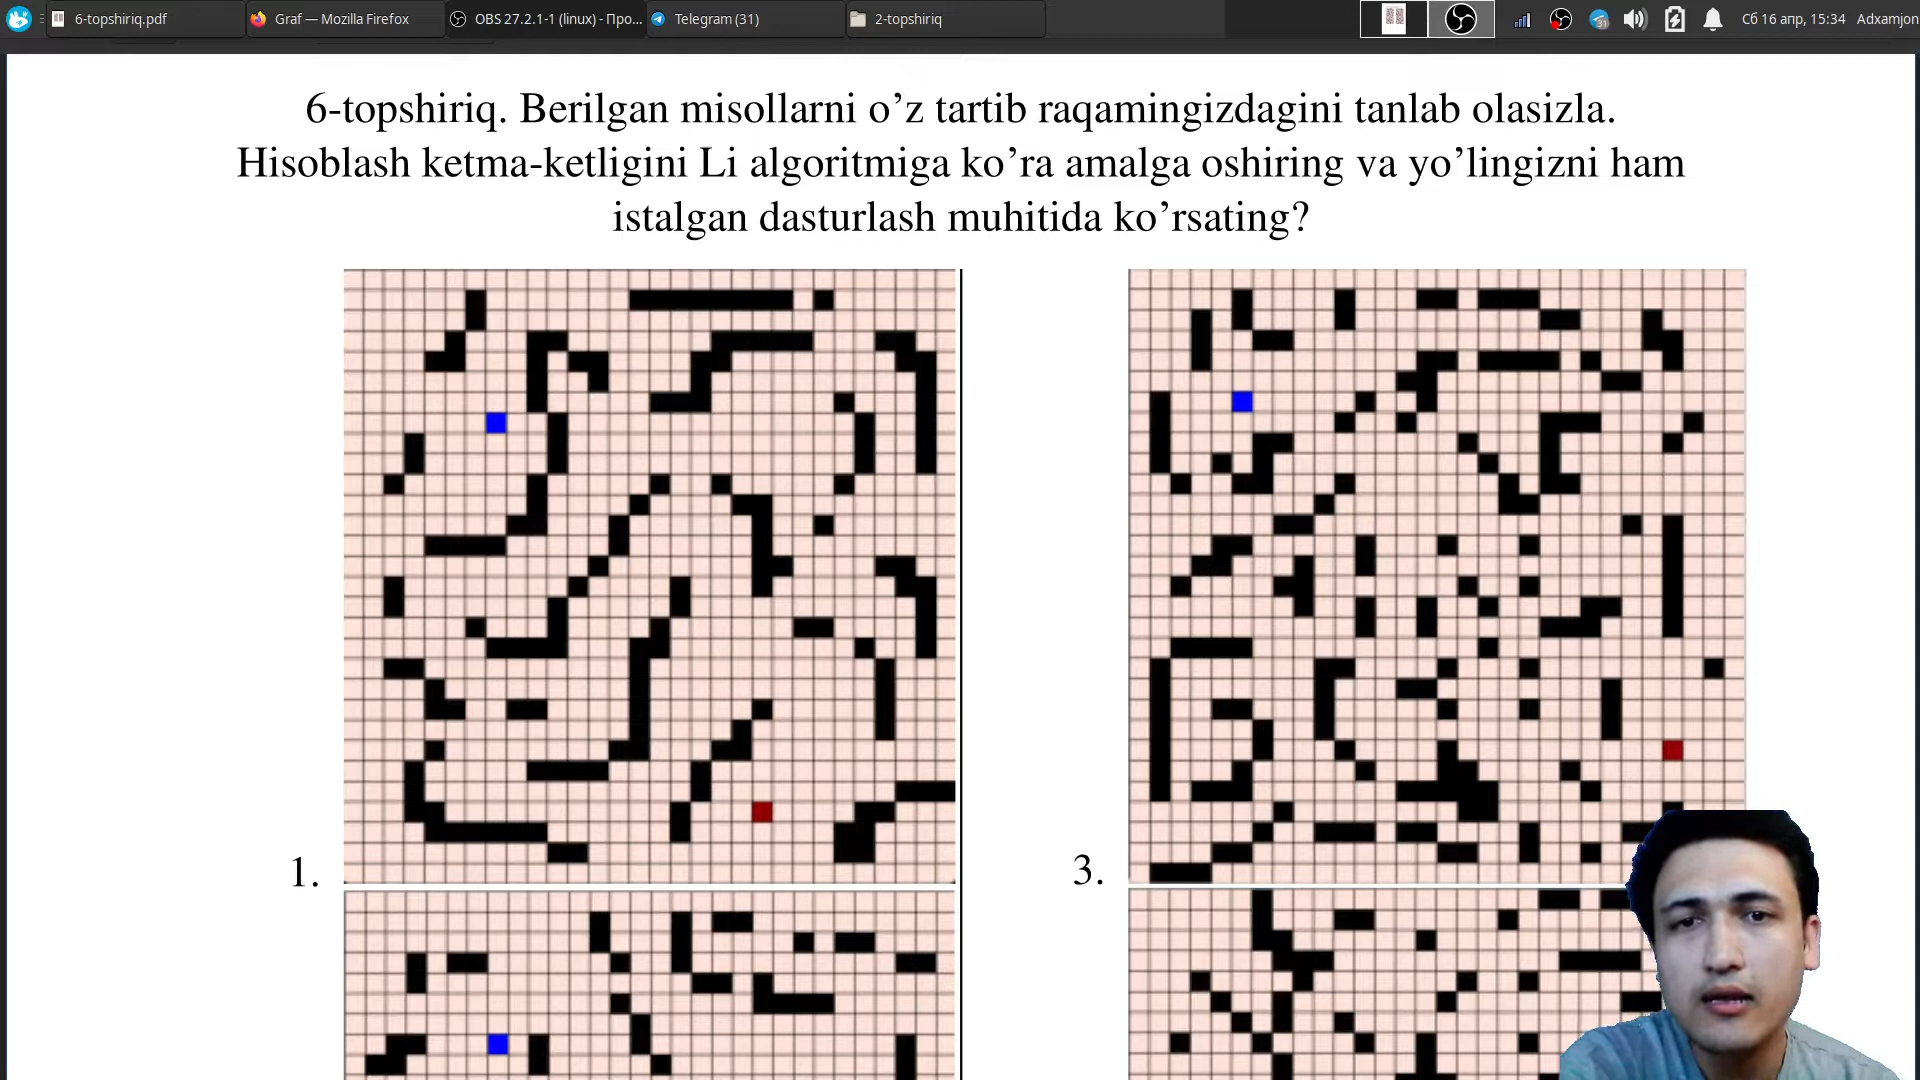 6-topshiriq.pdf
Graf — Mozilla Firefox
OBS 27.2.1-1 (linux) - Про...
Telegram (31)
2-topshiriq
31
Сб 16 апр, 15:34
Adxamjon
6-topshiriq. Berilgan misollarni o’z tartib raqamingizdagini tanlab olasizla.
Hisoblash ketma-ketligini Li algoritmiga ko’ra amalga oshiring va yo’lingizni ham
istalgan dasturlash muhitida ko’rsating?
1.
3.